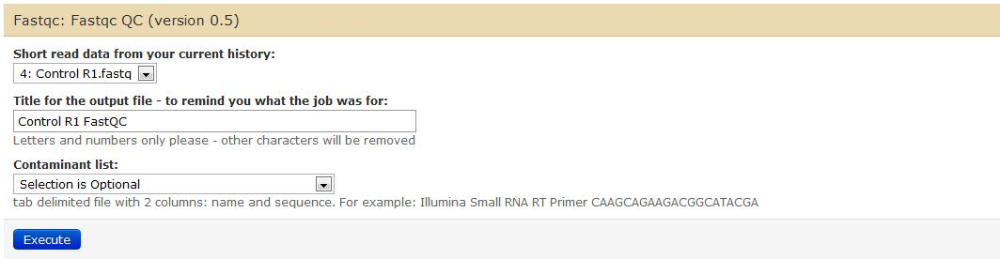 Fastqc: Fastqc QC (version 0.5)
Short read data from your current history:
4: Control R1.fastq
Title for the output file - to remind you what the job was for:
Control R1 FastQC
Letters and numbers only please - other characters will be removed
Contaminant list:
Selection is Optional
tab delimited file with 2 columns: name and sequence. For example: Illumina Small RNA RT Primer CAAGCAGAAGACGGCATACGA
Execute